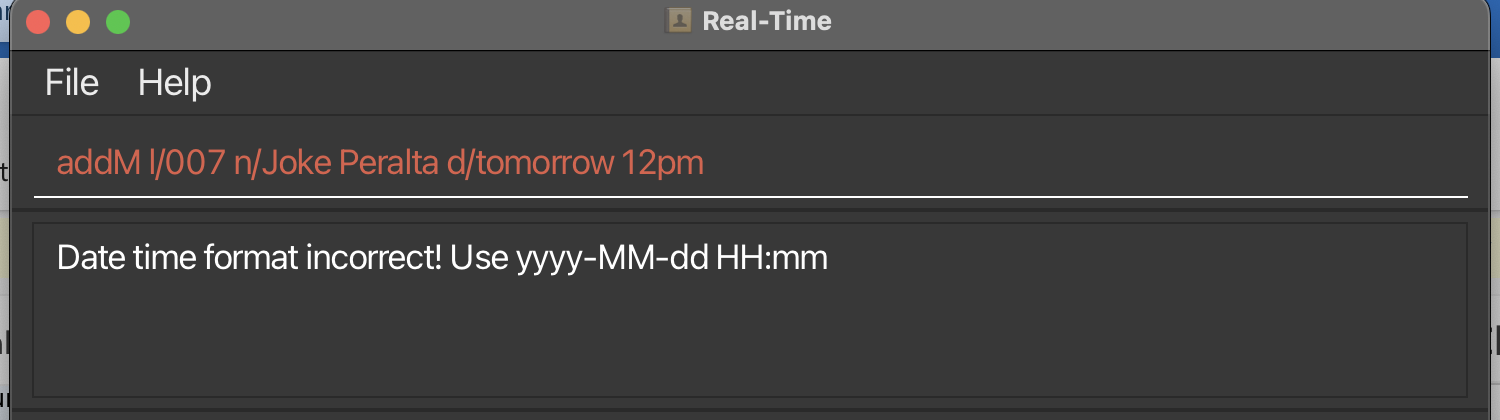 Real-Time
File Help
addM l/007 n/Joke Peralta d/tomorrow 12pm
Date time format incorrect! Use yyyy-MM-dd HH:mm